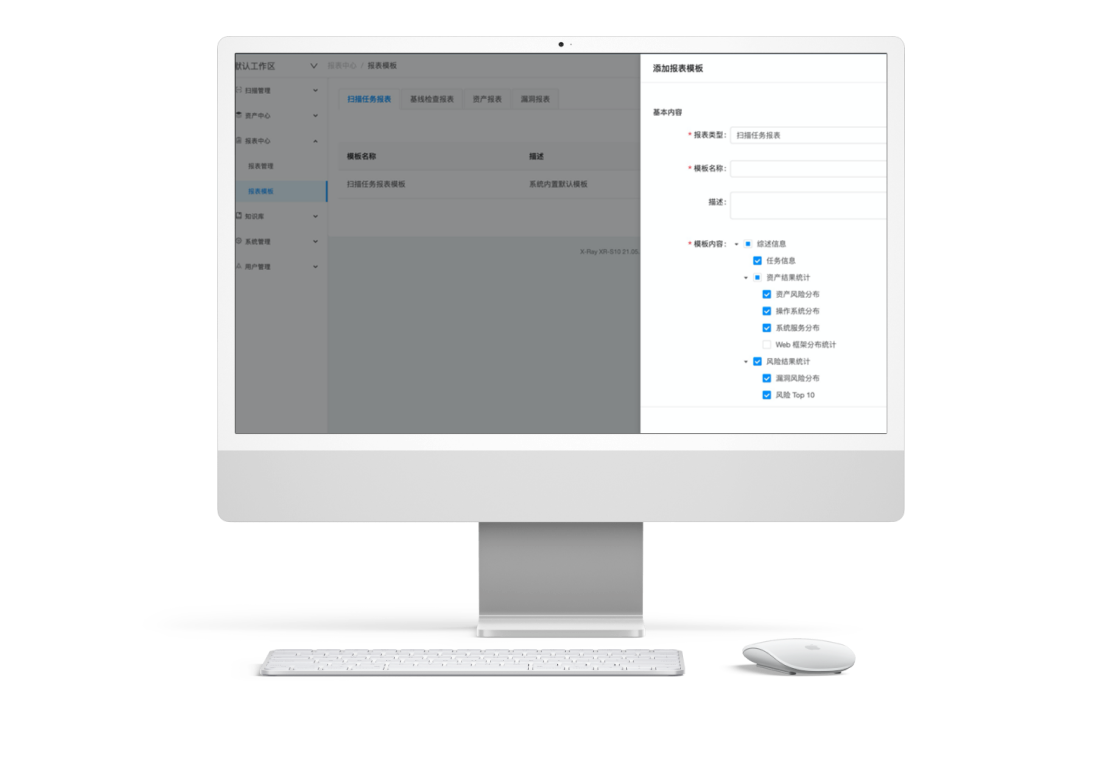 默认工作区
报表中心 / 报表模板
扫描管理
资产中心
报表中心
报表管理
报表模板
知识库
系统管理
用户管理
扫描任务报表 基线检查报表 资产报表 漏洞报表
模板名称 描述
扫描任务报表模板 系统内置默认模板
X-Ray XR-S10 21.05
添加报表模板
基本内容
* 报表类型: 扫描任务报表
* 模板名称:
描述:
* 模板内容: 综述信息
任务信息
资产结果统计
资产风险分布
操作系统分布
系统服务分布
Web 框架分布统计
风险结果统计
漏洞风险分布
风险 Top 10